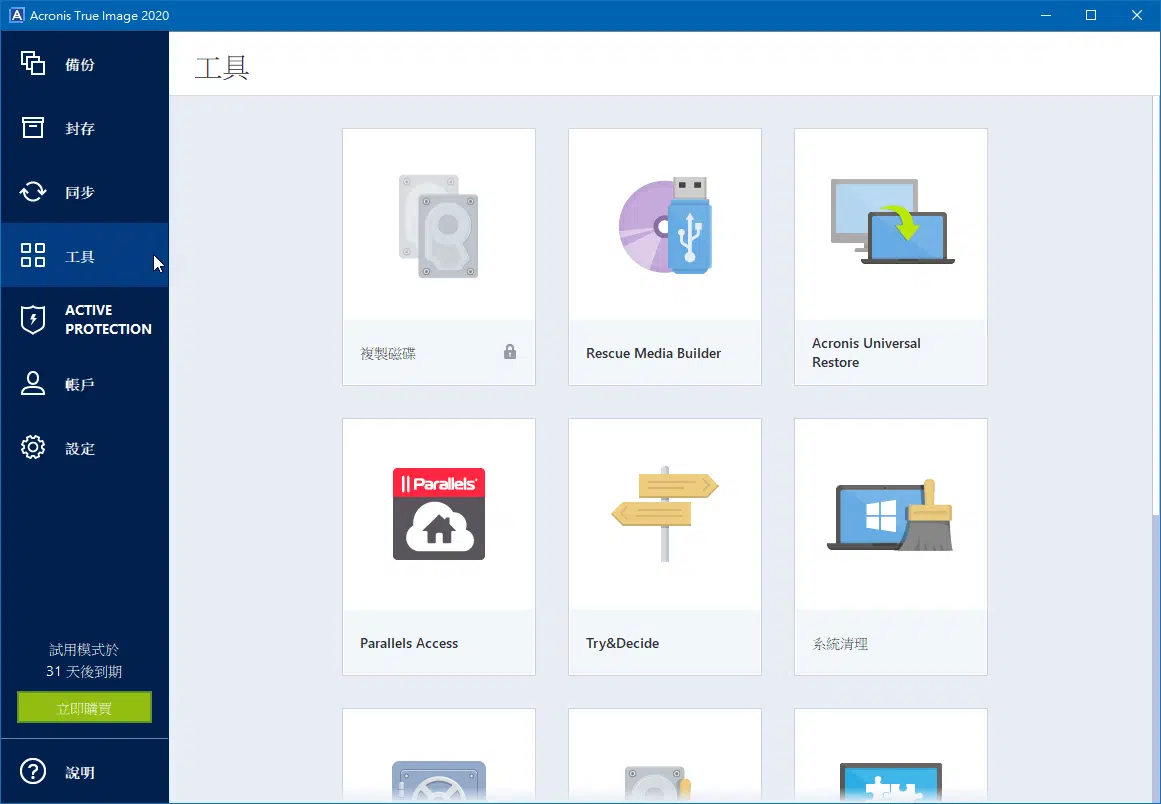 Acronis True Image 2020
備份
封存
同步
工具
ACTIVE
PROTECTION
帳戶
設定
試用模式於
31 天後到期
立即購買
說明
工具
複製磁碟
Rescue Media Builder
Acronis Universal
Restore
Parallels
Parallels Access
Try&Decide
系統清理